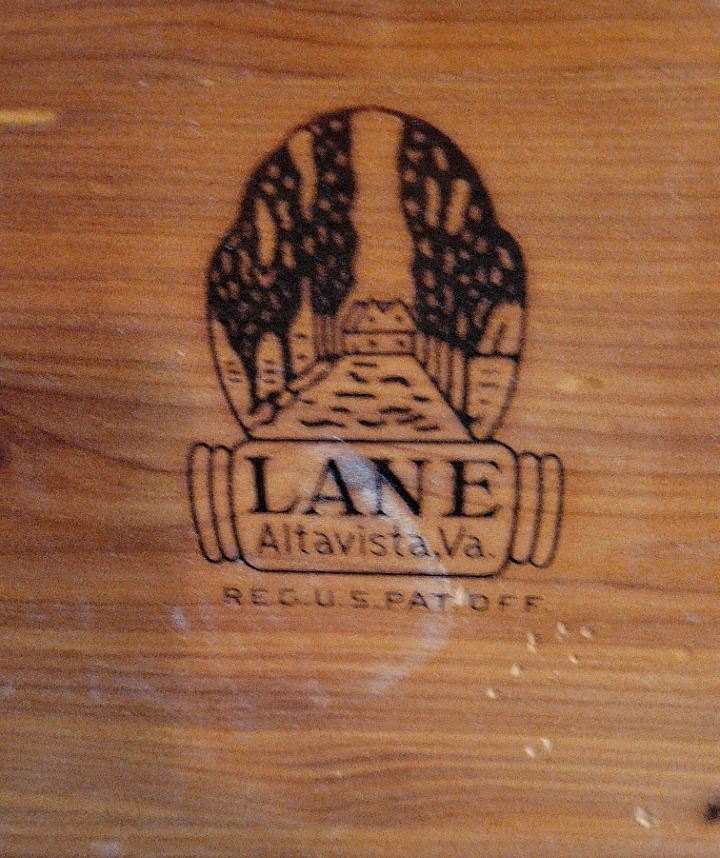 LANE
Altavista, Va.
REG. U.S. PAT OFF.